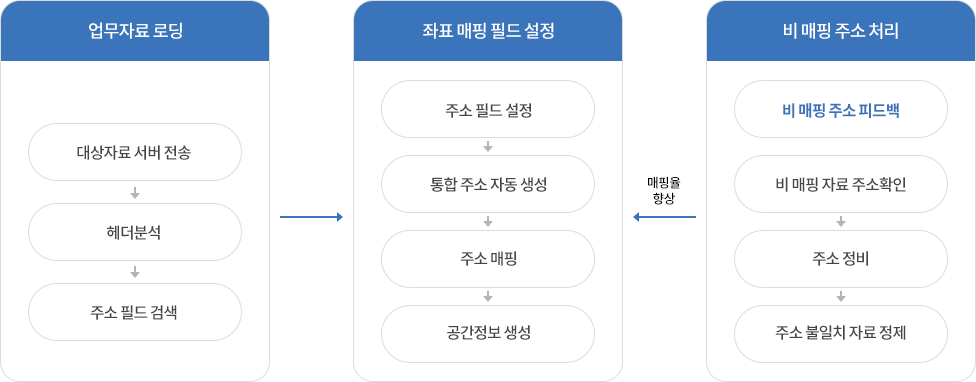 업무자료 로딩
대상자료 서버 전송
헤더분석
주소 필드 검색
좌표 매핑 필드 설정
주소 필드 설정
통합 주소 자동 생성
주소 매핑
공간정보 생성
매핑율
향상
비 매핑 주소 처리
비 매핑 주소 피드백
비 매핑 자료 주소확인
주소 정비
주소 불일치 자료 정제